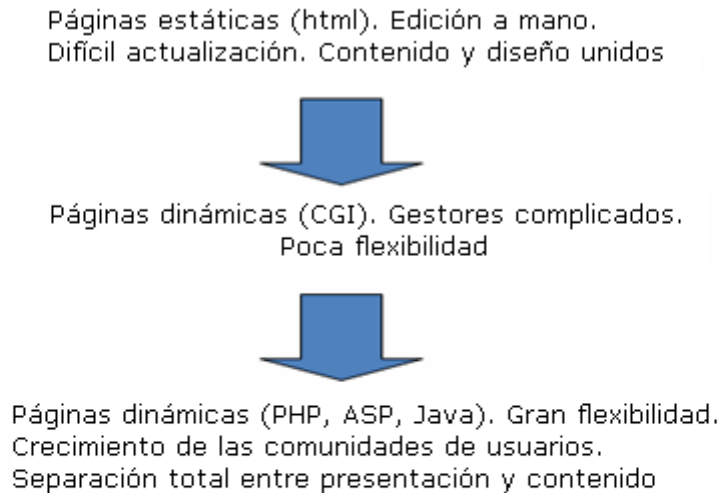 Páginas estáticas (html). Edición a mano.
Difícil actualización. Contenido y diseño unidos
Páginas dinámicas (CGI). Gestores complicados.
Poca flexibilidad
Páginas dinámicas (PHP, ASP, Java). Gran flexibilidad.
Crecimiento de las comunidades de usuarios.
Separación total entre presentación y contenido